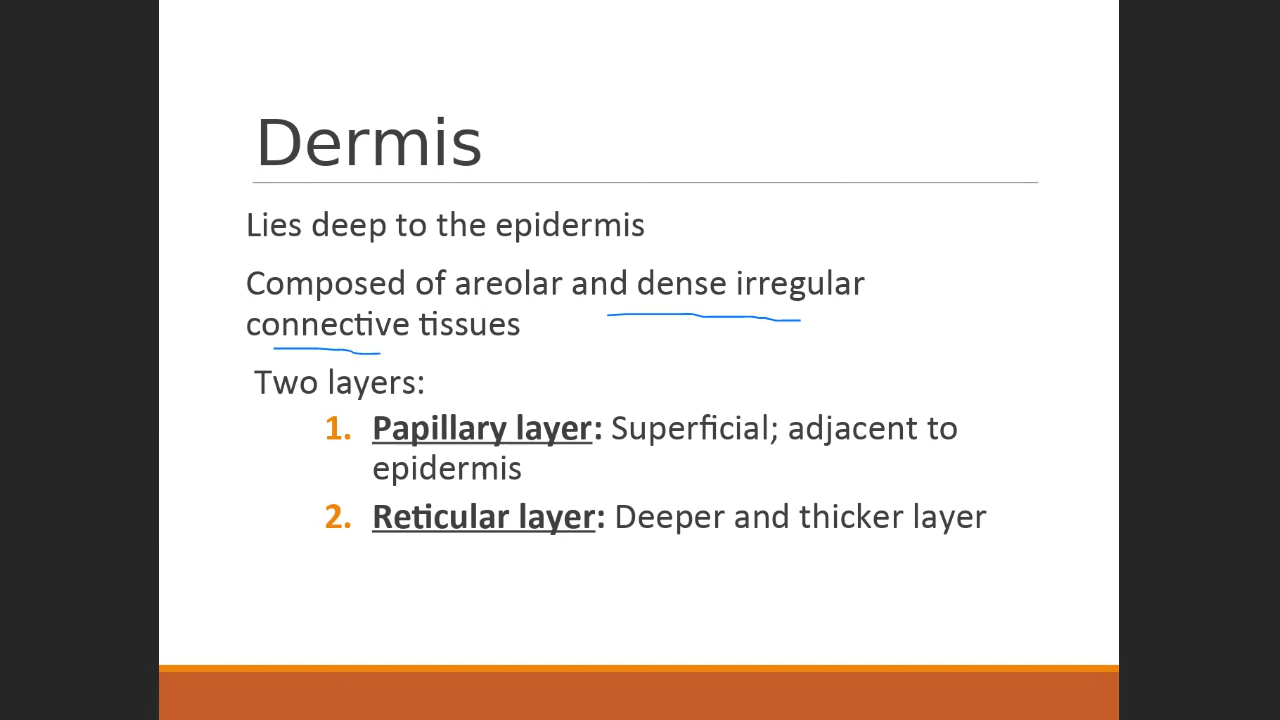 Dermis
Lies deep to the epidermis
Composed of areolar and dense irregular
connective tissues
Two layers:
1. Papillary layer: Superficial; adjacent to
epidermis
2. Reticular layer: Deeper and thicker layer